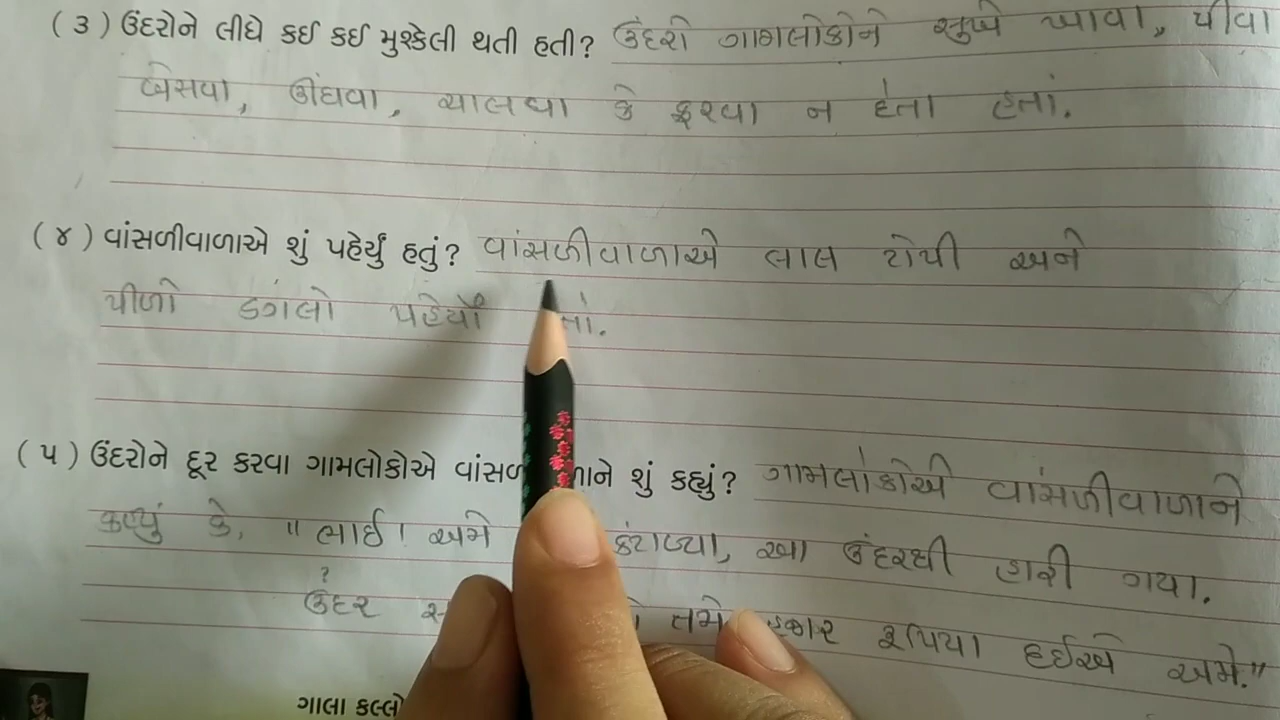 (૩) ઉંદરોને લીધે કઈ કઈ મુશ્કેલી થતી હતી? ઉંદરો ગામલોકોને સુખે ખાવા, પીવા
બેસવા, ઊંઘવા, ચાલવા કે ફરવા ન દેતા હતાં.
(૪) વાંસળીવાળાએ શું પહેર્યું હતું? વાંસળીવાળાએ લાલ ટોપી અને
પીળો ડગલો પહેર્યાં
(૫) ઉંદરોને દૂર કરવા ગામલોકોએ વાંસળ ળાને શું કહ્યું? ગામલોકોએ વાંસળીવાળાને
કહ્યું કે, "ભાઈ! અમે કંટાળ્યા, આ ઉંદરથી હારી ગયા.
ઉંદર તમે હજાર રૂપિયા દઈએ અમે."
ગાલા કલ્લો